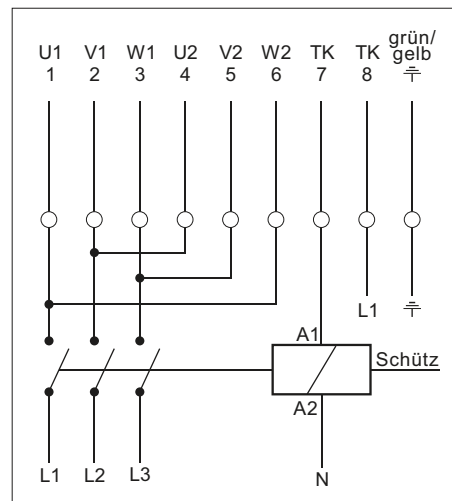 U1 V1 W1 U2 V2 W2 TK TK grün/
1 2 3 4 5 6 7 8 gelb
L1
A1
Schütz
A2
L1 L2 L3 N